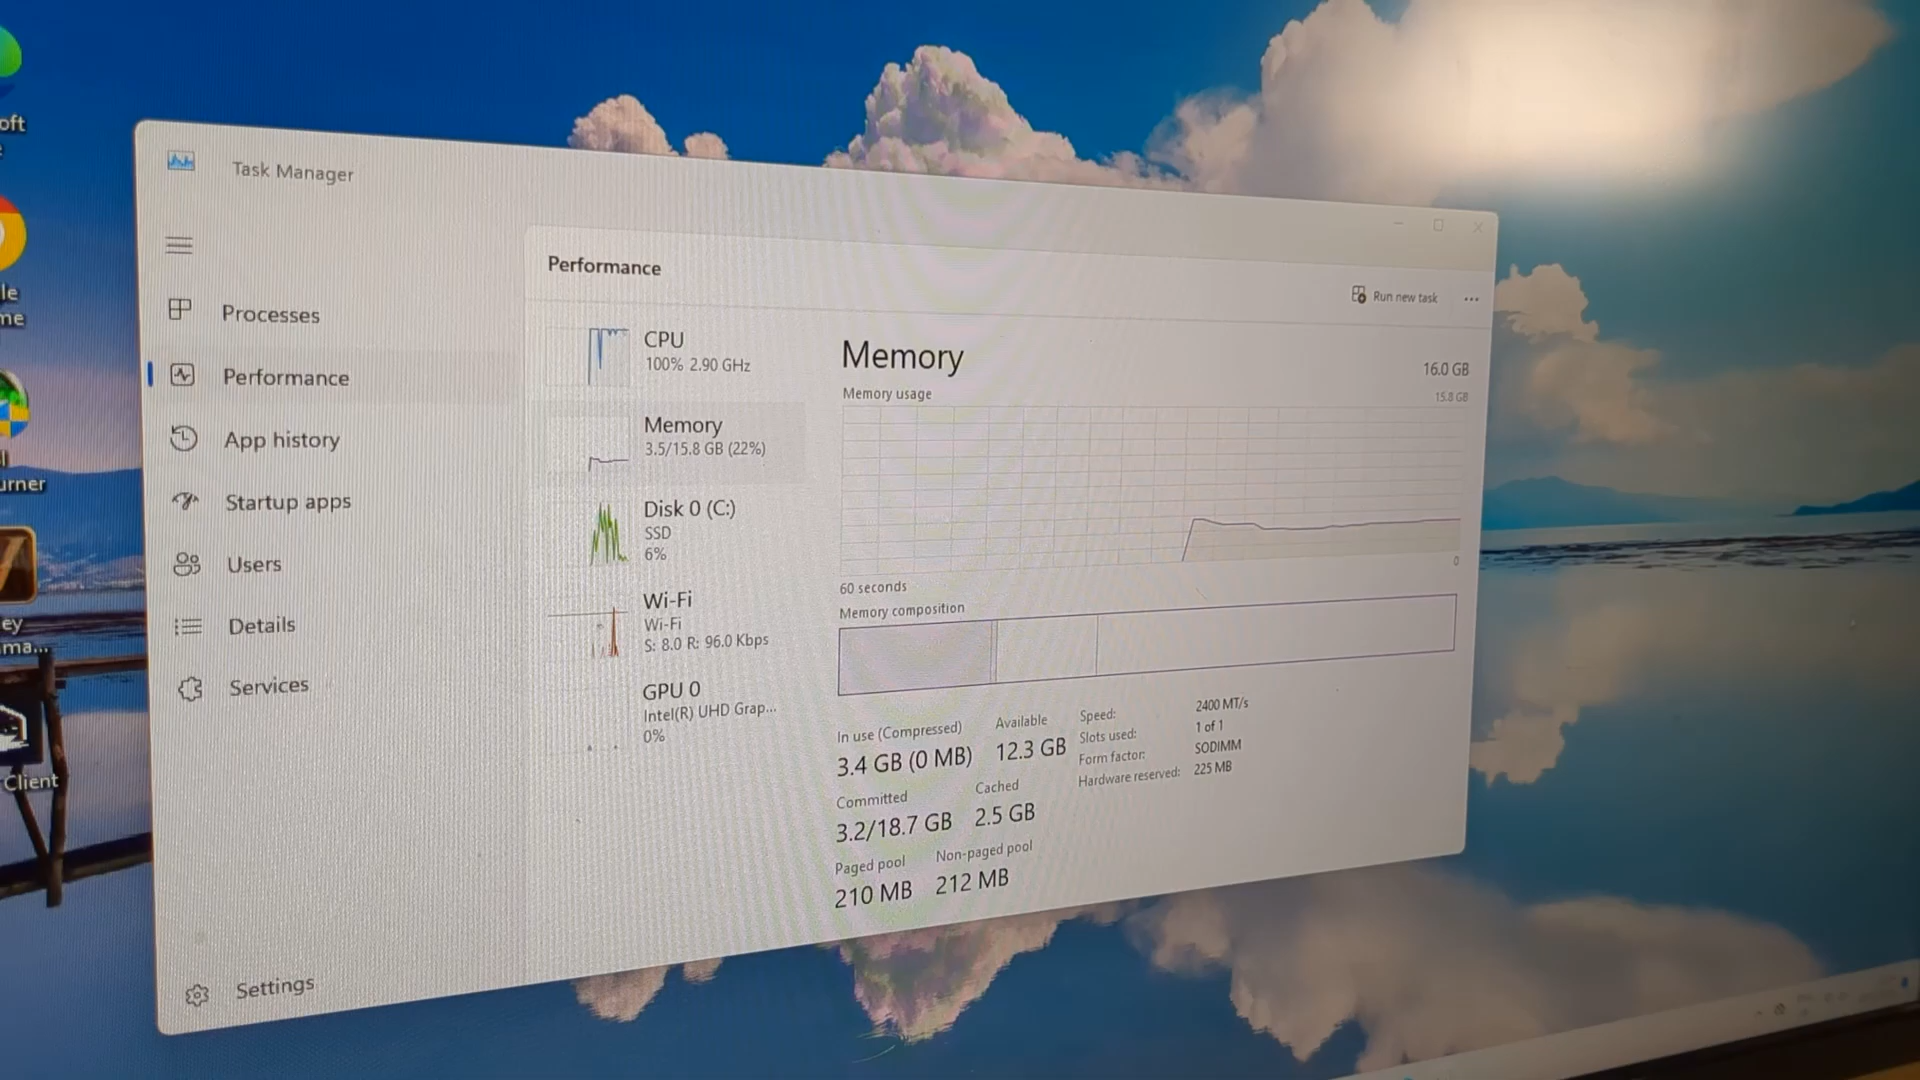 oft
le
me
urner
ey
ma...
Client
Task Manager
Processes
Performance
App history
Startup apps
Users
Details
Services
Settings
Performance
Run new task
...
CPU
100% 2.90 GHz
Memory
3.5/15.8 GB (22%)
Disk 0 (C:)
SSD
6%
Wi-Fi
Wi-Fi
S: 8.0 R: 96.0 Kbps
GPU 0
Intel(R) UHD Grap...
0%
Memory
16.0 GB
Memory usage
15.8 GB
60 seconds
0
Memory composition
In use (Compressed)
3.4 GB (0 MB)
Available
12.3 GB
Committed
3.2/18.7 GB
Cached
2.5 GB
Paged pool
210 MB
Non-paged pool
212 MB
Speed: 2400 MT/s
Slots used: 1 of 1
Form factor: SODIMM
Hardware reserved: 225 MB